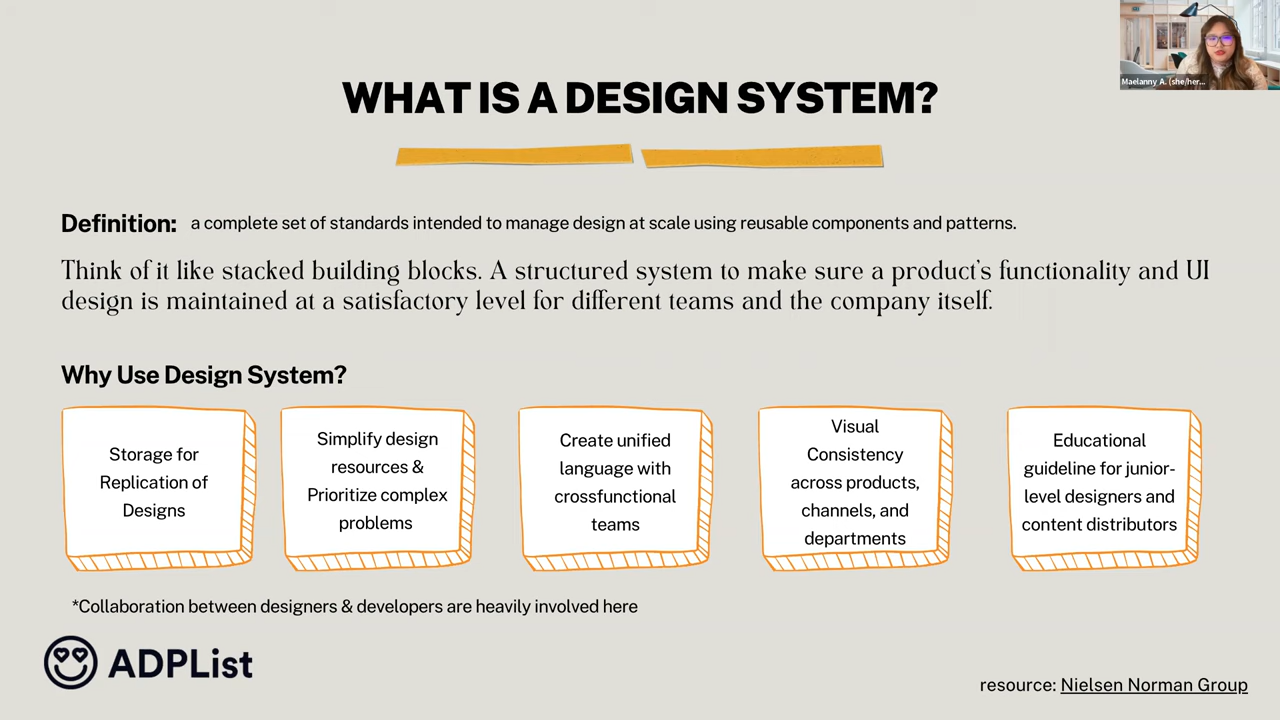 Maelanny A. (she/her...
WHAT IS A DESIGN SYSTEM?
Definition: a complete set of standards intended to manage design at scale using reusable components and patterns.
Think of it like stacked building blocks. A structured system to make sure a product's functionality and UI
design is maintained at a satisfactory level for different teams and the company itself.
Why Use Design System?
Storage for
Replication of
Designs
Simplify design
resources &
Prioritize complex
problems
Create unified
language with
crossfunctional
teams
Visual
Consistency
across products,
channels, and
departments
Educational
guideline for junior-
level designers and
content distributors
*Collaboration between designers & developers are heavily involved here
ADPList
resource: Nielsen Norman Group